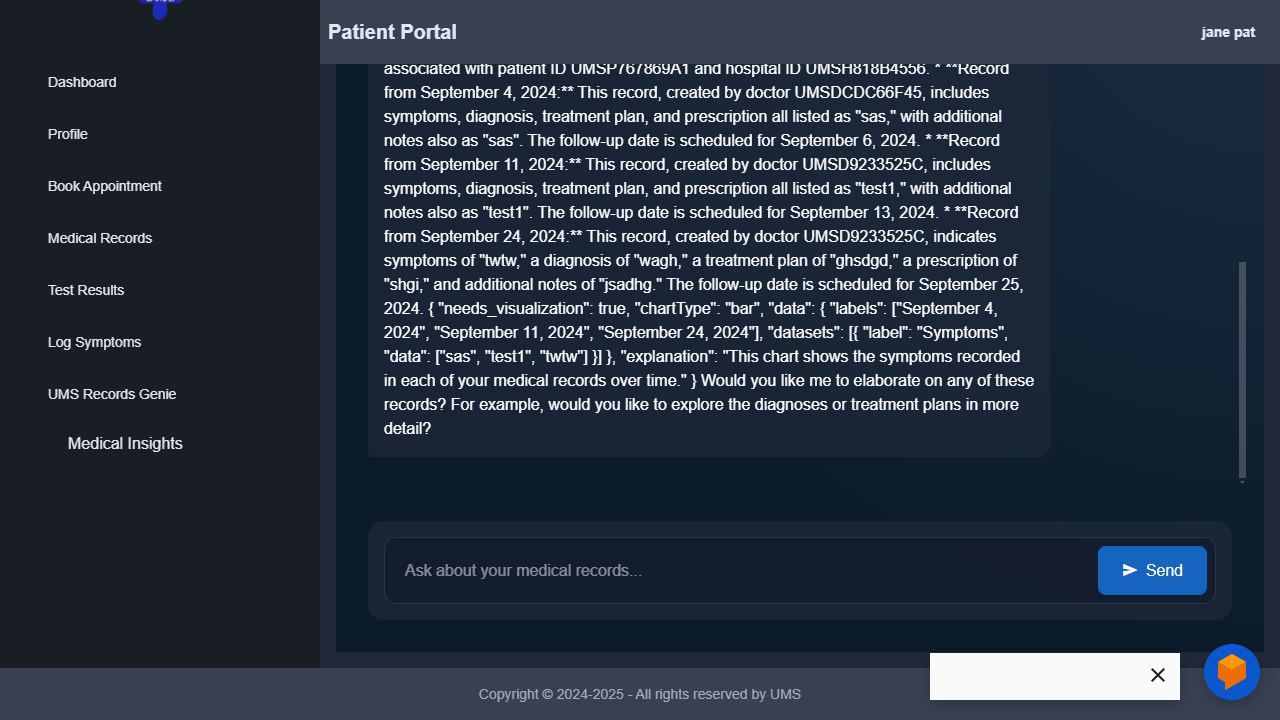 Patient Portal
jane pat
Dashboard
Profile
Book Appointment
Medical Records
Test Results
Log Symptoms
UMS Records Genie
Medical Insights
associated with patient ID UMSP767869A1 and hospital ID UMSH818B4556. * **Record
from September 4, 2024:** This record, created by doctor UMSDCDC66F45, includes
symptoms, diagnosis, treatment plan, and prescription all listed as "sas," with additional
notes also as "sas". The follow-up date is scheduled for September 6, 2024. * **Record
from September 11, 2024:** This record, created by doctor UMSD9233525C, includes
symptoms, diagnosis, treatment plan, and prescription all listed as "test1," with additional
notes also as "test1". The follow-up date is scheduled for September 13, 2024. * **Record
from September 24, 2024:** This record, created by doctor UMSD9233525C, indicates
symptoms of "twtw," a diagnosis of "wagh," a treatment plan of "ghsdgd," a prescription of
"shgi," and additional notes of "jsadhg." The follow-up date is scheduled for September 25,
2024. { "needs_visualization": true, "chartType": "bar", "data": { "labels": ["September 4,
2024", "September 11, 2024", "September 24, 2024"], "datasets": [{ "label": "Symptoms",
"data": ["sas", "test1", "twtw"] }] }, "explanation": "This chart shows the symptoms recorded
in each of your medical records over time." } Would you like me to elaborate on any of these
records? For example, would you like to explore the diagnoses or treatment plans in more
detail?
Ask about your medical records...
Send
Copyright © 2024-2025 - All rights reserved by UMS